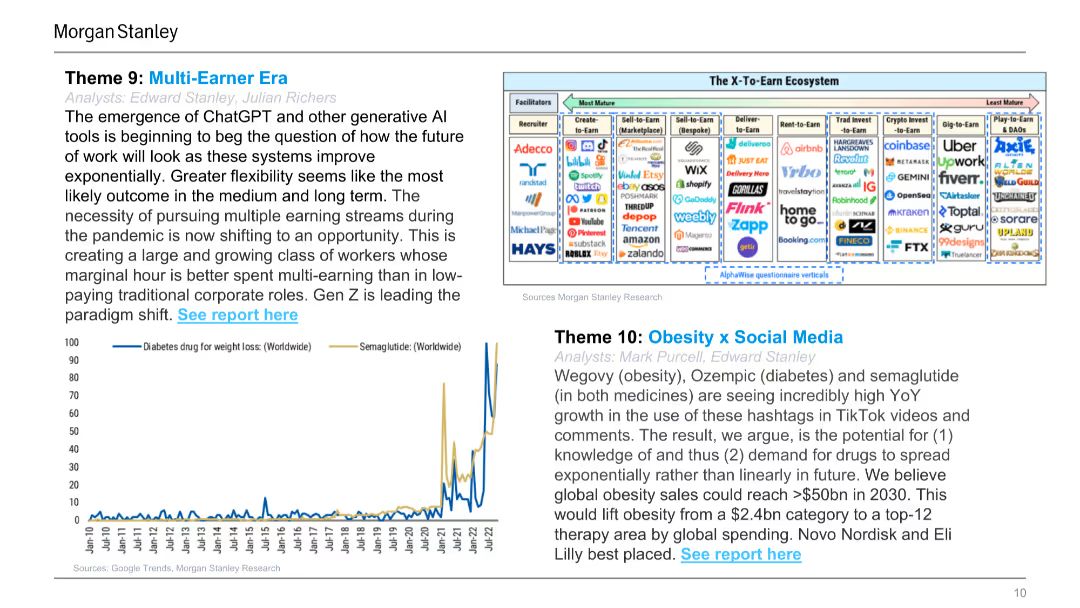 Morgan Stanley
Theme 9: Multi-Earner Era
Analysts: Edward Stanley, Julian Richers
The emergence of ChatGPT and other generative AI
tools is beginning to beg the question of how the future
of work will look as these systems improve
exponentially. Greater flexibility seems like the most
likely outcome in the medium and long term. The
necessity of pursuing multiple earning streams during
the pandemic is now shifting to an opportunity. This is
creating a large and growing class of workers whose
marginal hour is better spent multi-earning than in low-
paying traditional corporate roles. Gen Z is leading the
paradigm shift. See report here
The X-To-Earn Ecosystem
Facilitators
Most Mature
Least Mature
Recruiter
Create-
to-Earn
Sell-to-Earn
(Marketplace)
Sell-to-Earn
(Bespoke)
Deliver-
to-Earn
Rent-to-Earn
Trad Invest
-to-Earn
Crypto Invest
-to-Earn
Gig-to-Earn
Play-to-Earn
& DAOs
Adecco
randstad
ManpowerGroup
Michael Page
HAYS
bilibili
Spotify
twitch
PATREON
YouTube
Pinterest
substack
ROBLOX Etsy
Alibaba.com
TheRealReal
Vinted Etsy
ebay asos
POSHMARK
THREDUP
depop
Tencent
amazon
zalando
SQUARESPACE
WiX
shopify
GoDaddy
weebly
Magento
COMMERCE
deliveroo
JUST EAT
Delivery Hero
GORILLAS
Flink
Zapp
getir
airbnb
Vrbo
travelstaytion
home
to go
Booking.com
HARGREAVES
LANSDOWN
Revolut
AVANZA IG
Robinhood
SCHWAB
FINECO
coinbase
METAMASK
GEMINI
OpenSea
kraken
BINANCE
FTX
Uber
Upwork
fiverr.
Airtasker
Toptal
guru
99designs
Truelancer
AXIE
ALIEN
WORLDS
YIELD GUILD
UNCHAINED
sorare
UPLAND
AlphaWise questionnaire verticals
Sources Morgan Stanley Research
100
90
80
70
60
50
40
30
20
10
0
Diabetes drug for weight loss: (Worldwide)
Semaglutide: (Worldwide)
Jan-10
Jul-10
Jan-11
Jul-11
Jan-12
Jul-12
Jan-13
Jul-13
Jan-14
Jul-14
Jan-15
Jul-15
Jan-16
Jul-16
Jan-17
Jul-17
Jan-18
Jul-18
Jan-19
Jul-19
Jan-20
Jul-20
Jan-21
Jul-21
Jan-22
Jul-22
Sources: Google Trends, Morgan Stanley Research
Theme 10: Obesity x Social Media
Analysts: Mark Purcell, Edward Stanley
Wegovy (obesity), Ozempic (diabetes) and semaglutide
(in both medicines) are seeing incredibly high YoY
growth in the use of these hashtags in TikTok videos and
comments. The result, we argue, is the potential for (1)
knowledge of and thus (2) demand for drugs to spread
exponentially rather than linearly in future. We believe
global obesity sales could reach >$50bn in 2030. This
would lift obesity from a $2.4bn category to a top-12
therapy area by global spending. Novo Nordisk and Eli
Lilly best placed. See report here
10